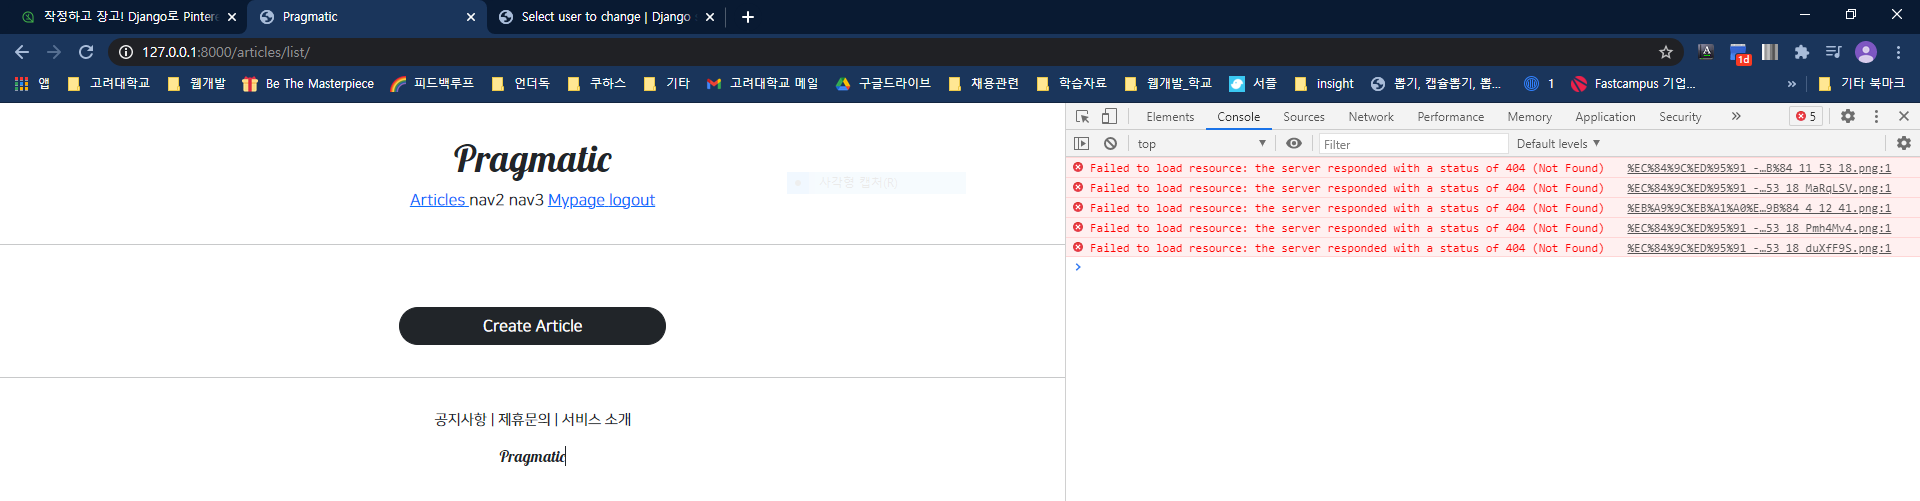 작정하고 장고! Django로 Pintere
Pragmatic
Select user to change | Django
127.0.0.1:8000/articles/list/
1d
앱
고려대학교
웹개발
Be The Masterpiece
피드백루프
언더독
쿠하스
기타
고려대학교 메일
구글드라이브
채용관련
학습자료
웹개발_학교
서플
insight
뽑기, 캡슐뽑기, 뽑...
1
Fastcampus 기업...
»
기타 북마크
Pragmatic
Articles nav2 nav3 Mypage logout
사각형 캡처(R)
Create Article
공지사항 | 제휴문의 | 서비스 소개
Pragmatic
Elements Console Sources Network Performance Memory Application Security » 5
top Filter Default levels ▼
Failed to load resource: the server responded with a status of 404 (Not Found) %EC%84%9C%ED%95%91 -…B%84 11 53 18.png:1
Failed to load resource: the server responded with a status of 404 (Not Found) %EC%84%9C%ED%95%91 -…53 18 MaRqLSV.png:1
Failed to load resource: the server responded with a status of 404 (Not Found) %EB%A9%9C%EB%A1%A0%E…9B%84 4 12 41.png:1
Failed to load resource: the server responded with a status of 404 (Not Found) %EC%84%9C%ED%95%91 -…53 18 Pmh4Mv4.png:1
Failed to load resource: the server responded with a status of 404 (Not Found) %EC%84%9C%ED%95%91 -…53 18 duXfF9S.png:1